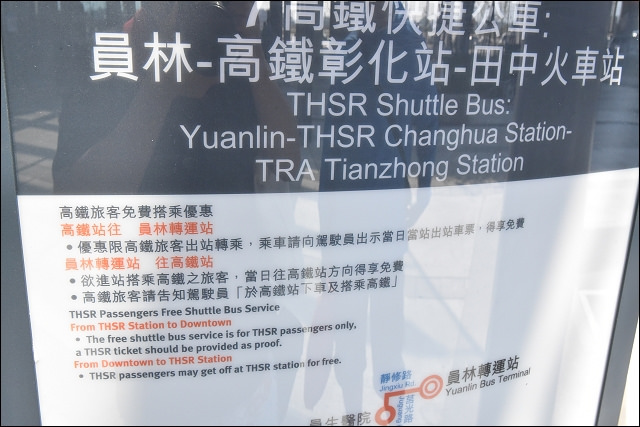 高鐵快捷公車:
員林-高鐵彰化站-田中火車站
THSR Shuttle Bus:
Yuanlin-THSR Changhua Station-
TRA Tianzhong Station
高鐵旅客免費搭乘優惠
高鐵站往 員林轉運站
• 優惠限高鐵旅客出站轉乘，乘車請向駕駛員出示當日當站出站車票，得享免費
員林轉運站 往高鐵站
• 欲進站搭乘高鐵之旅客，當日往高鐵站方向得享免費
• 高鐵旅客請告知駕駛員「於高鐵站下車及搭乘高鐵」
THSR Passengers Free Shuttle Bus Service
From THSR Station to Downtown
• The free shuttle bus service is for THSR passengers only,
a THSR ticket should be provided as proof.
From Downtown to THSR Station
• THSR passengers may get off at THSR station for free.
靜修路
Jingxiu Rd.
員林轉運站
Yuanlin Bus Terminal
員生醫院
莒光路